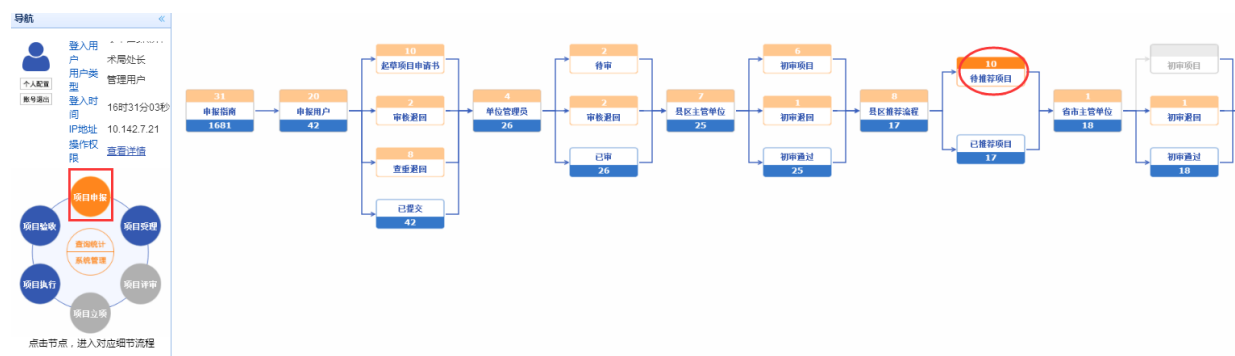 导航
«
登入用户
术局处长
用户类型
管理用户
个人配置
账号退出
登入时间
16时31分03秒
IP地址
10.142.7.21
操作权限
查看详情
项目申报
项目验收
项目受理
查询统计
系统管理
项目执行
项目评审
项目立项
点击节点，进入对应细节流程
31
申报指南
1681
20
申报用户
42
10
起草项目申请书
2
审核退回
8
查重退回
已提交
42
4
单位管理员
26
2
待审
2
审核退回
已审
26
7
县区主管单位
25
6
初审项目
1
初审退回
初审通过
25
8
县区推荐流程
17
10
待推荐项目
已推荐项目
17
1
省市主管单位
18
初审项目
1
初审退回
初审通过
18